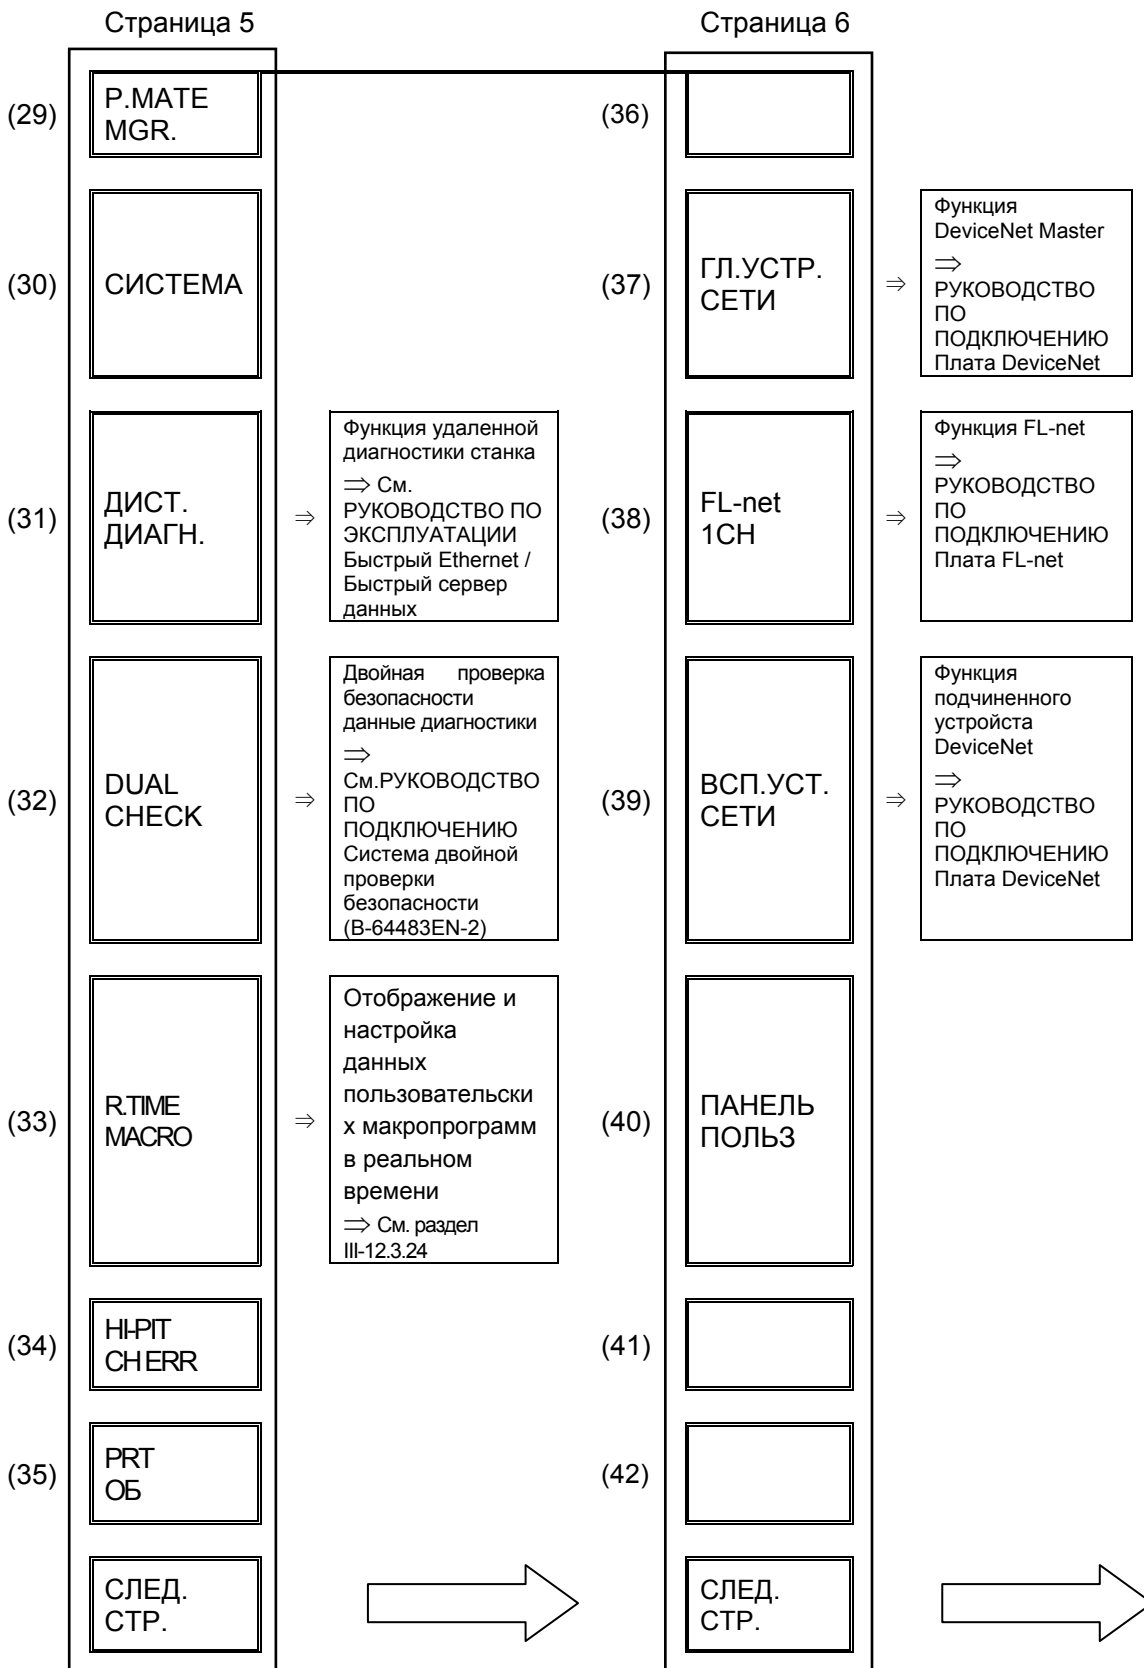 Страница 5
(29)
P.MATE
MGR.
(30)
СИСТЕМА
(31)
ДИСТ.
ДИАГН.
⇒
Функция удаленной
диагностики станка
⇒ См.
РУКОВОДСТВО ПО
ЭКСПЛУАТАЦИИ
Быстрый Ethernet /
Быстрый сервер
данных
(32)
DUAL
CHECK
⇒
Двойная проверка
безопасности
данные диагностики
⇒
См.РУКОВОДСТВО
ПО
ПОДКЛЮЧЕНИЮ
Система двойной
проверки
безопасности
(B-64483EN-2)
(33)
R.TIME
MACRO
⇒
Отображение и
настройка
данных
пользовательски
х макропрограмм
в реальном
времени
⇒ См. раздел
III-12.3.24
(34)
HI-PIT
CH ERR
(35)
PRT
ОБ
СЛЕД.
СТР.
Страница 6
(36)
(37)
ГЛ.УСТР.
СЕТИ
⇒
Функция
DeviceNet Master
⇒
РУКОВОДСТВО
ПО
ПОДКЛЮЧЕНИЮ
Плата DeviceNet
(38)
FL-net
1CH
⇒
Функция FL-net
⇒
РУКОВОДСТВО
ПО
ПОДКЛЮЧЕНИЮ
Плата FL-net
(39)
ВСП.УСТ.
СЕТИ
⇒
Функция
подчиненного
устройста
DeviceNet
⇒
РУКОВОДСТВО
ПО
ПОДКЛЮЧЕНИЮ
Плата DeviceNet
(40)
ПАНЕЛЬ
ПОЛЬЗ
(41)
(42)
СЛЕД.
СТР.